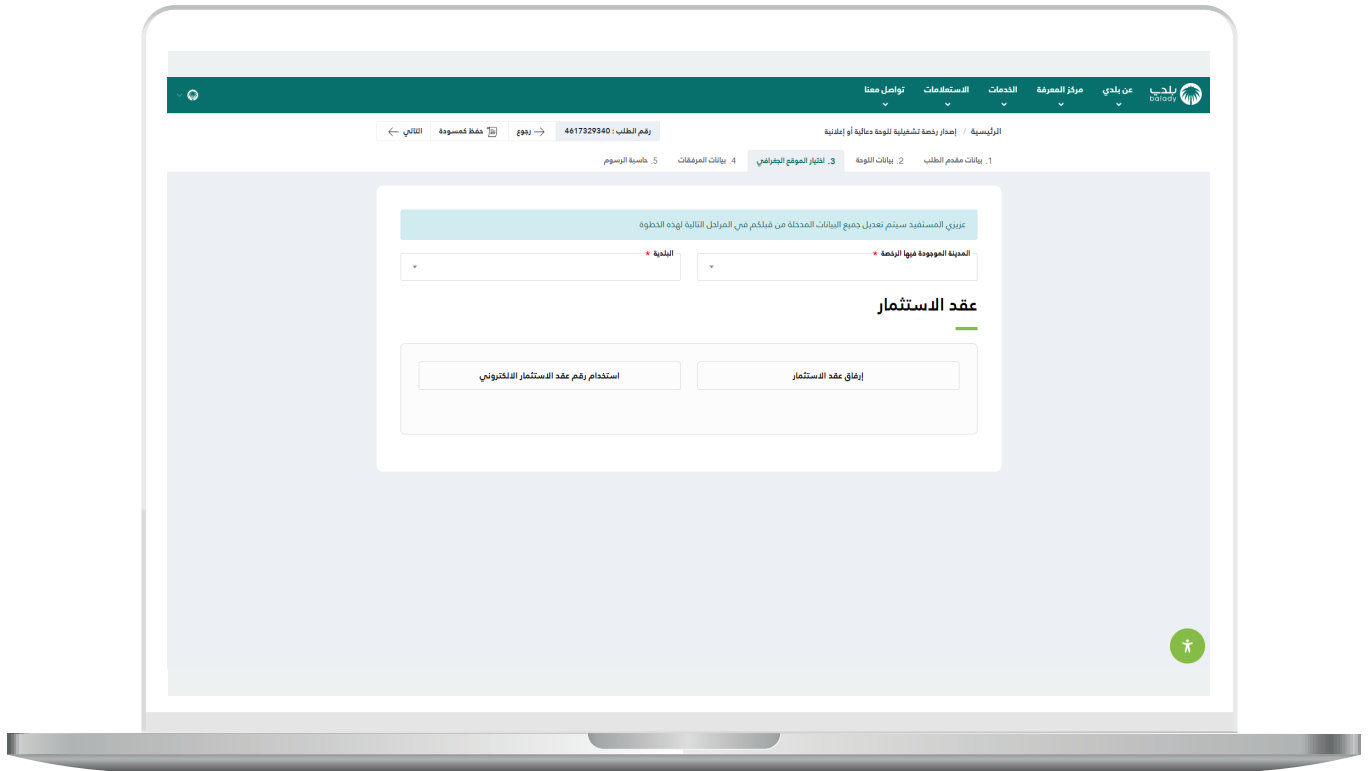 بلدي
balady
عن بلدي
مركز المعرفة
الخدمات
الاستعلامات
تواصل معنا
الرئيسية / إصدار رخصة تشغيلية للوحة دعائية أو إعلانية
رقم الطلب : 4617329340
رجوع
حفظ كمسودة
التالي
1. بيانات مقدم الطلب
2. بيانات اللوحة
3. اختيار الموقع الجغرافي
4. بيانات المرفقات
5. حاسبة الرسوم
عزيزي المستفيد سيتم تعديل جميع البيانات المدخلة من قبلكم في المراحل التالية لهذه الخطوة
المدينة الموجودة فيها الرخصة *
البلدية *
عقد الاستثمار
إرفاق عقد الاستثمار
استخدام رقم عقد الاستثمار الالكتروني